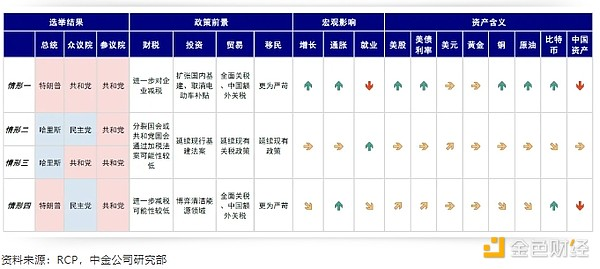 选举结果 政策前景 宏观影响 资产含义
总统 众议院 参议院 财税 投资 贸易 移民 增长 通胀 就业 美股 美债利率 美元 黄金 铜 原油 比特币 中国资产
情形一 特朗普 共和党 共和党 进一步对企业减税 扩张国内基建、取消电动车补贴 全面关税、中国额外关税 更为严苛
情形二 哈里斯 民主党 共和党 分裂国会或共和党国会通过加税法案可能性较低 延续现行基建法案 延续现有关税政策 延续现有政策
情形三 哈里斯 共和党 共和党
情形四 特朗普 民主党 共和党 进一步减税可能性较低 博弈清洁能源领域 全面关税、中国额外关税 更为严苛
资料来源：RCP，中金公司研究部
金色财经